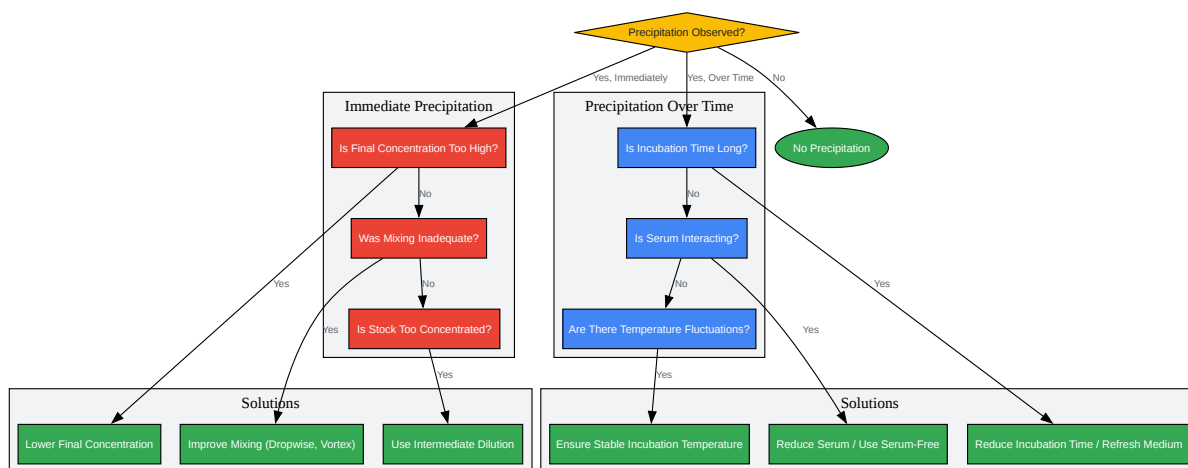 Precipitation Observed?
Yes, Immediately
Yes, Over Time
No
Immediate Precipitation
Precipitation Over Time
Is Final Concentration Too High?
Is Incubation Time Long?
No Precipitation
No
No
Was Mixing Inadequate?
Is Serum Interacting?
Yes
No
No
Yes
Yes
Is Stock Too Concentrated?
Are There Temperature Fluctuations?
Yes
Yes
Yes
Solutions
Solutions
Lower Final Concentration
Improve Mixing (Dropwise, Vortex)
Use Intermediate Dilution
Ensure Stable Incubation Temperature
Reduce Serum / Use Serum-Free
Reduce Incubation Time / Refresh Medium